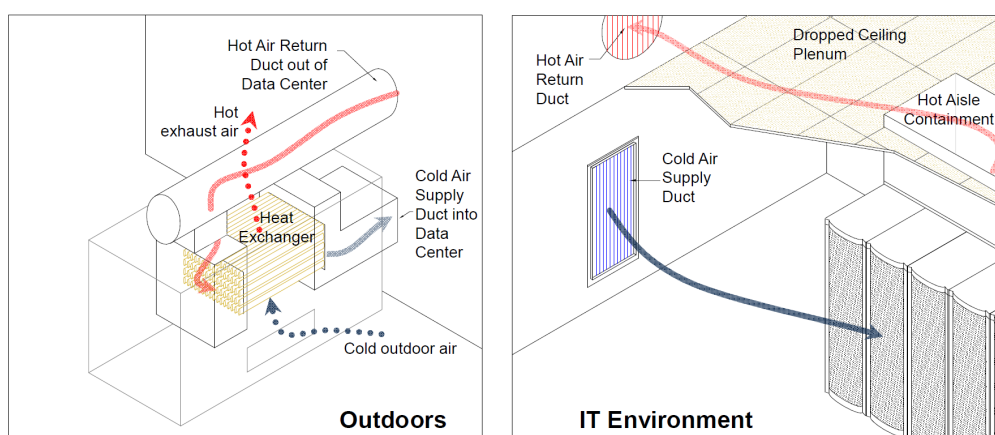 Hot Air Return
Duct out of
Data Center
Hot
exhaust air
Cold Air
Supply
Duct into
Data
Center
Heat
Exchanger
Cold outdoor air
Outdoors
Dropped Ceiling
Plenum
Hot Air
Return
Duct
Hot Aisle
Containment
Cold Air
Supply
Duct
IT Environment